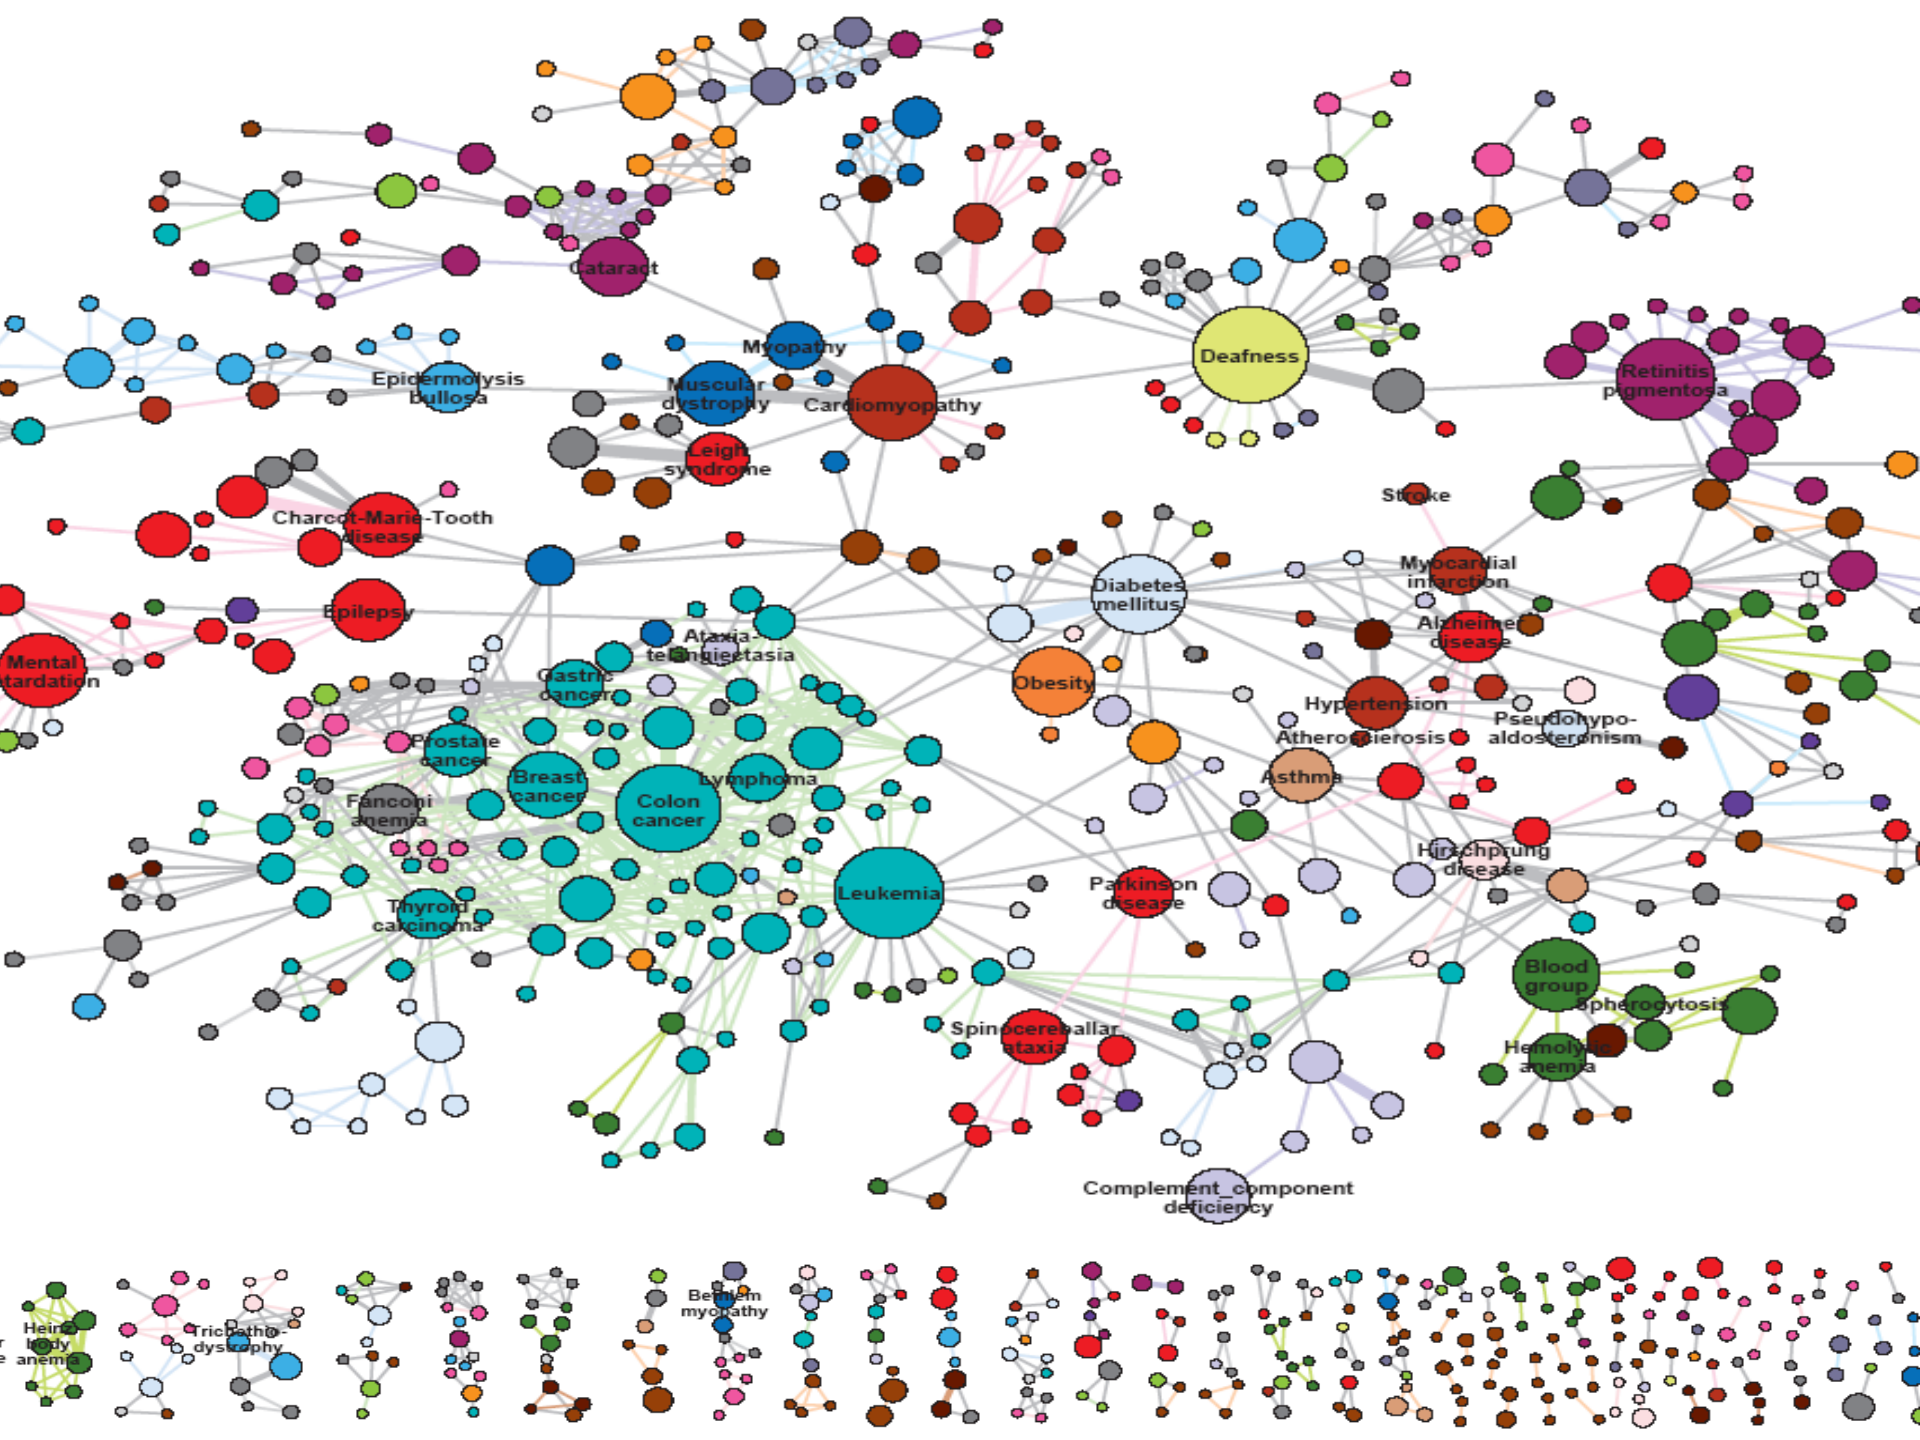 Cataract
Myopathy
Deafness
Retinitis
pigmentosa
Epidermolysis
bullosa
Muscular
dystrophy
Cardiomyopathy
Leigh
syndrome
Stroke
Charcot-Marie-Tooth
disease
Myocardial
infarction
Diabetes
mellitus
Epilepsy
Alzheimer
disease
Ataxia-
telangiectasia
Mental
etardation
Gastric
cancer
Obesity
Hypertension
Pseudohypo-
aldosteronism
Atherosclerosis
Prostate
cancer
Breast
cancer
Lymphoma
Asthma
Colon
cancer
Fanconi
anemia
Hirschprung
disease
Leukemia
Parkinson
disease
Thyroid
carcinoma
Blood
group
Spherocytosis
Spinocereballar
ataxia
Hemolytic
anemia
Complement_component
deficiency
Bethlem
myopathy
Heinz
body
anemia
Trichothio-
dystrophy